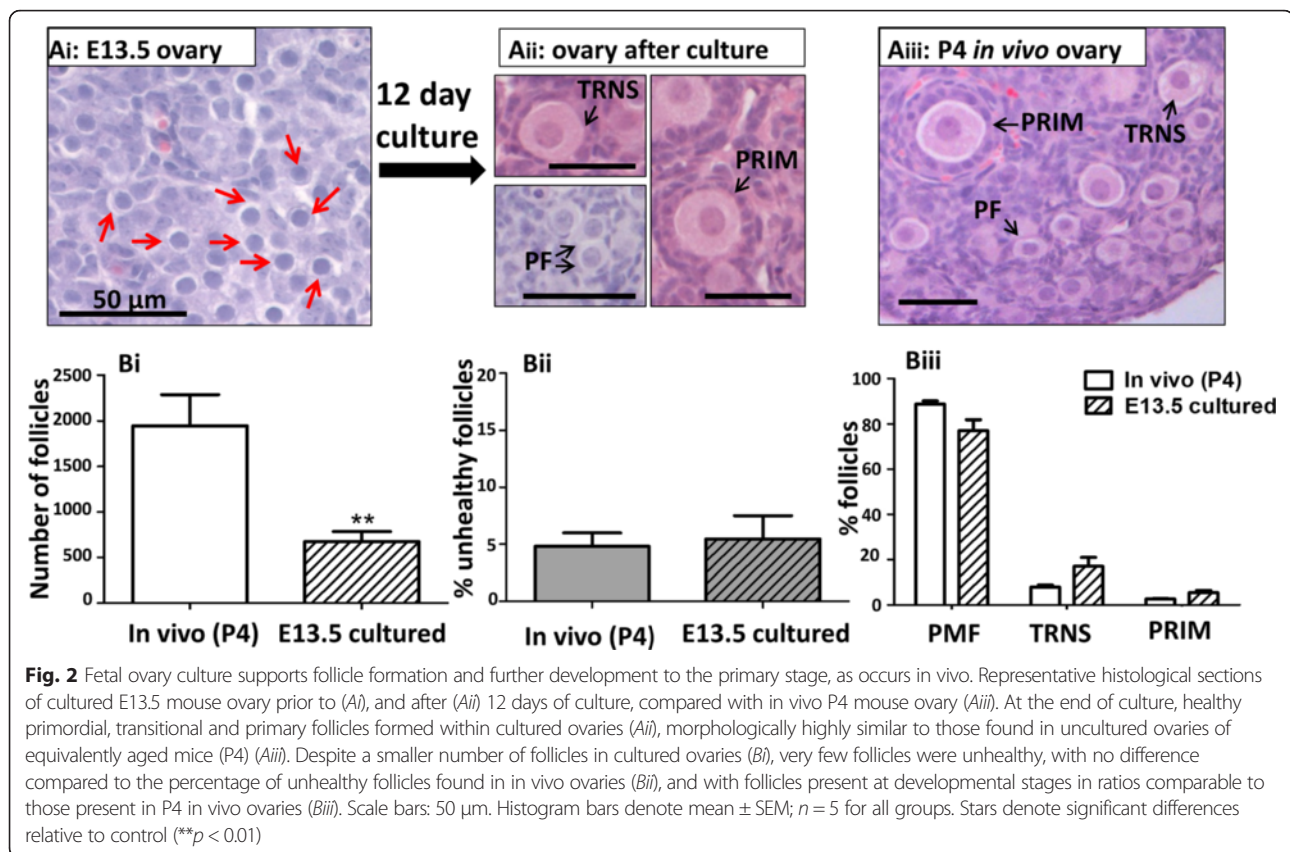 Ai: E13.5 ovary
12 day
culture
Aii: ovary after culture
Aiii: P4 in vivo ovary
TRNS
PF
PRIM
PRIM
TRNS
PF
50 µm
Bi
Number of follicles
2500
2000
1500
1000
500
0
**
In vivo (P4)
E13.5 cultured
Bii
% unhealthy follicles
20
15
10
5
0
In vivo (P4)
E13.5 cultured
Biii
% follicles
100
80
60
40
20
0
In vivo (P4)
E13.5 cultured
PMF
TRNS
PRIM
Fig. 2 Fetal ovary culture supports follicle formation and further development to the primary stage, as occurs in vivo. Representative histological sections
of cultured E13.5 mouse ovary prior to (Ai), and after (Aii) 12 days of culture, compared with in vivo P4 mouse ovary (Aiii). At the end of culture, healthy
primordial, transitional and primary follicles formed within cultured ovaries (Aii), morphologically highly similar to those found in uncultured ovaries of
equivalently aged mice (P4) (Aiii). Despite a smaller number of follicles in cultured ovaries (Bi), very few follicles were unhealthy, with no difference
compared to the percentage of unhealthy follicles found in in vivo ovaries (Bii), and with follicles present at developmental stages in ratios comparable to
those present in P4 in vivo ovaries (Biii). Scale bars: 50 µm. Histogram bars denote mean ± SEM; n = 5 for all groups. Stars denote significant differences
relative to control (**p < 0.01)